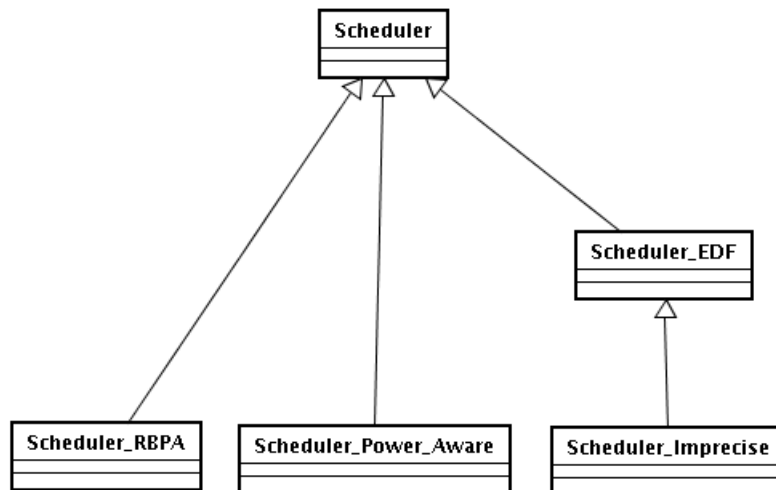 Scheduler
Scheduler_EDF
Scheduler_RBPA
Scheduler_Power_Aware
Scheduler_Imprecise